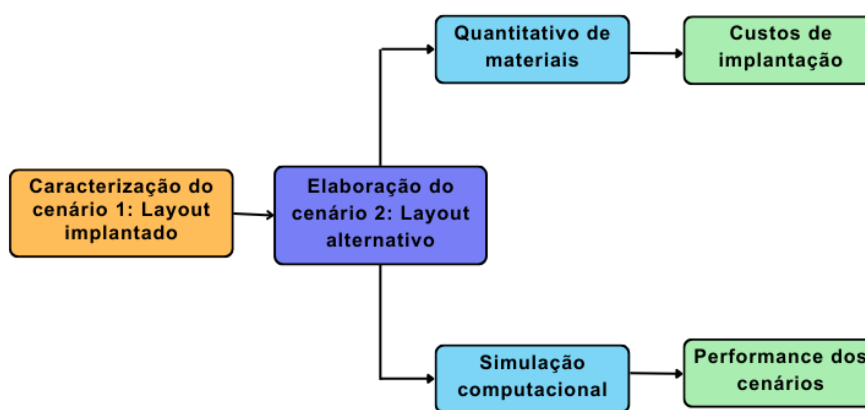 Quantitativo de
materiais
Custos de
implantação
Caracterização do
cenário 1: Layout
implantado
Elaboração do
cenário 2: Layout
alternativo
Simulação
computacional
Performance dos
cenários